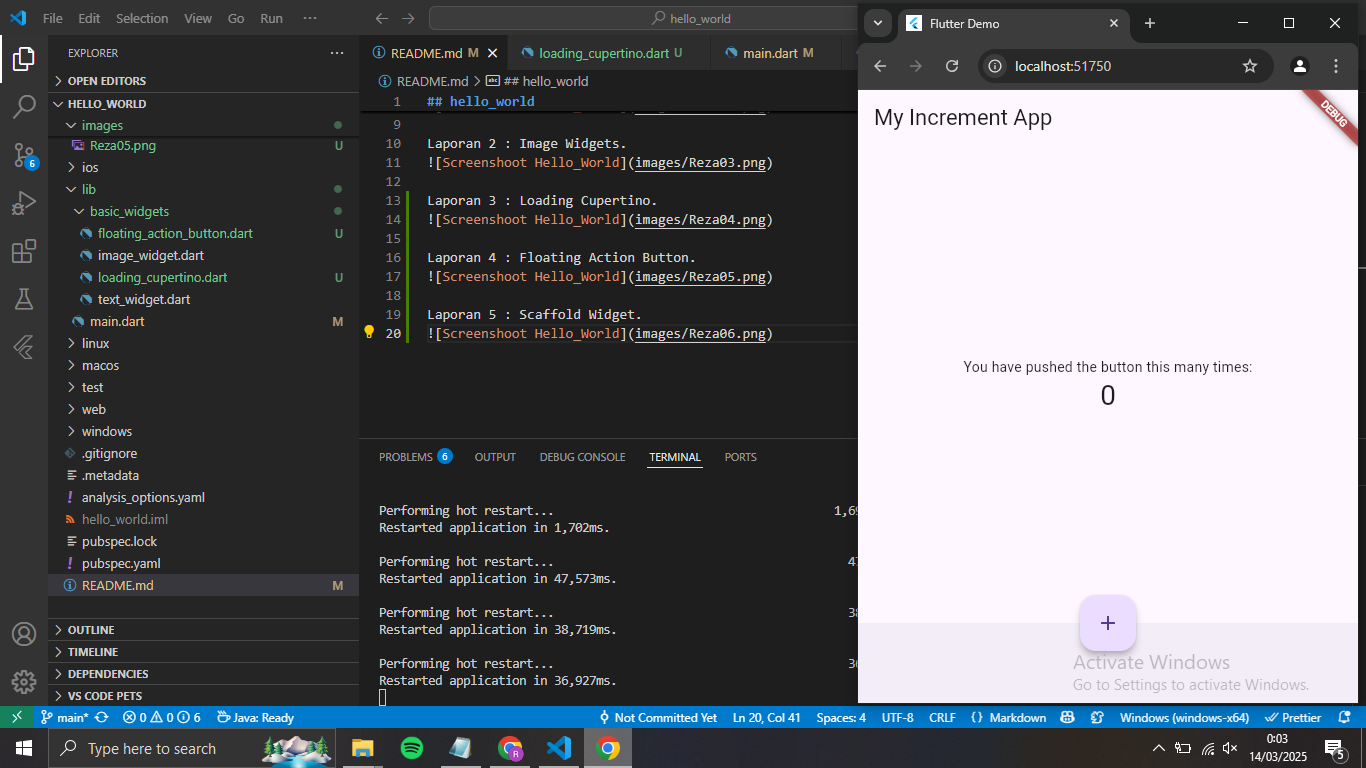 File Edit Selection View Go Run ···
hello_world
EXPLORER
OPEN EDITORS
HELLO_WORLD
images
Reza05.png U
ios
lib
basic_widgets
floating_action_button.dart U
image_widget.dart
loading_cupertino.dart U
text_widget.dart
main.dart M
linux
macos
test
web
windows
.gitignore
.metadata
analysis_options.yaml
hello_world.iml
pubspec.lock
pubspec.yaml
README.md M
OUTLINE
TIMELINE
DEPENDENCIES
VS CODE PETS
6
README.md M
loading_cupertino.dart U
main.dart M
README.md > ## hello_world
1 ## hello_world
9
10 Laporan 2 : Image Widgets.
11 ![Screenshoot Hello_World](images/Reza03.png)
12
13 Laporan 3 : Loading Cupertino.
14 ![Screenshoot Hello_World](images/Reza04.png)
15
16 Laporan 4 : Floating Action Button.
17 ![Screenshoot Hello_World](images/Reza05.png)
18
19 Laporan 5 : Scaffold Widget.
20 ![Screenshoot Hello_World](images/Reza06.png)
PROBLEMS 6 OUTPUT DEBUG CONSOLE TERMINAL PORTS
Performing hot restart...
Restarted application in 1,702ms.
Performing hot restart...
Restarted application in 47,573ms.
Performing hot restart...
Restarted application in 38,719ms.
Performing hot restart...
Restarted application in 36,927ms.
Flutter Demo
localhost:51750
DEBUG
My Increment App
You have pushed the button this many times:
0
+
Activate Windows
Go to Settings to activate Windows.
main* 0 0 6 Java: Ready
Not Committed Yet Ln 20, Col 41 Spaces: 4 UTF-8 CRLF {} Markdown Windows (windows-x64) Prettier
Type here to search
0:03
14/03/2025
5